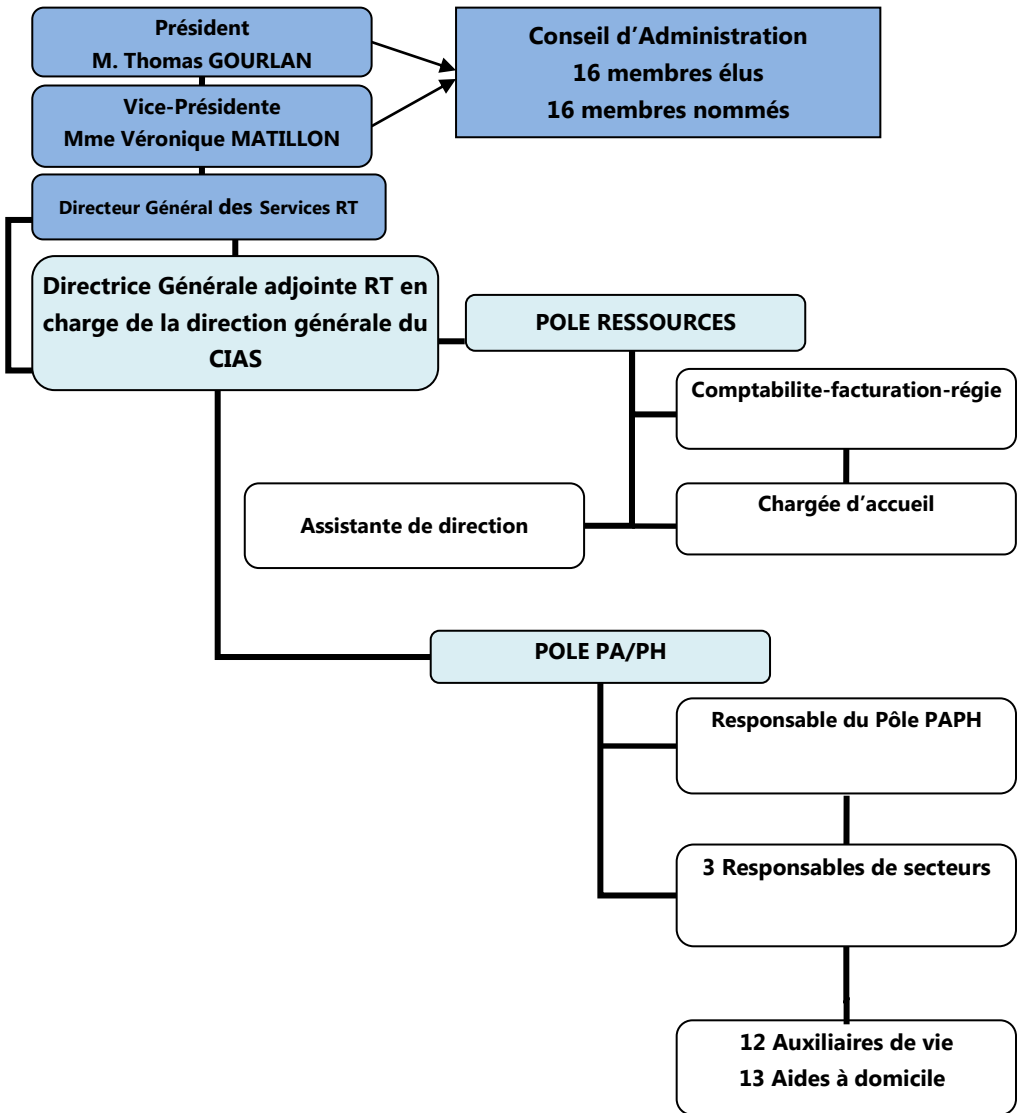 Président
M. Thomas GOURLAN
Conseil d’Administration
16 membres élus
16 membres nommés
Vice-Présidente
Mme Véronique MATILLON
Directeur Général des Services RT
Directrice Générale adjointe RT en
charge de la direction générale du
CIAS
POLE RESSOURCES
Comptabilite-facturation-régie
Assistante de direction
Chargée d’accueil
POLE PA/PH
Responsable du Pôle PAPH
3 Responsables de secteurs
12 Auxiliaires de vie
13 Aides à domicile